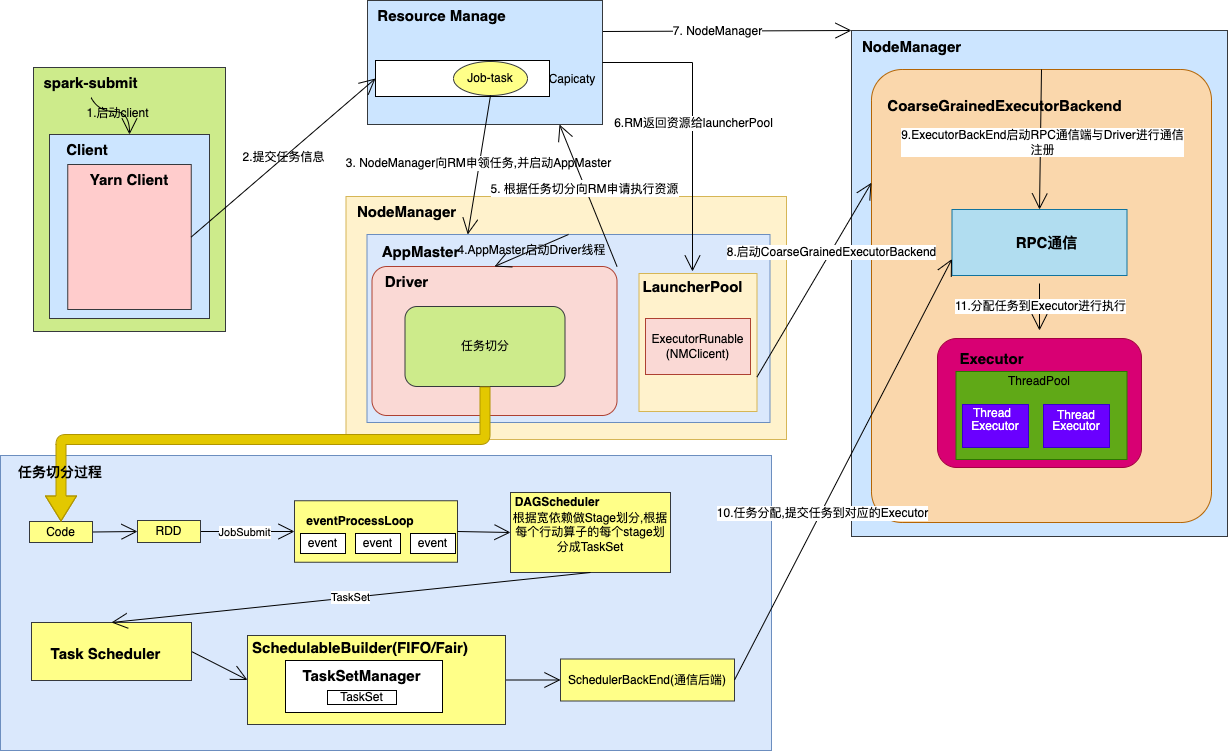 Resource Manage
Job-task
Capicaty
7. NodeManager
spark-submit
1.启动client
Client
Yarn Client
2.提交任务信息
3. NodeManager向RM申领任务,并启动AppMaster
6.RM返回资源给launcherPool
5. 根据任务切分向RM申请执行资源
NodeManager
AppMaster
4.AppMaster启动Driver线程
Driver
任务切分
LauncherPool
ExecutorRunable
(NMClicent)
8.启动CoarseGrainedExecutorBackend
NodeManager
CoarseGrainedExecutorBackend
9.ExecutorBackEnd启动RPC通信端与Driver进行通信
注册
RPC通信
11.分配任务到Executor进行执行
Executor
ThreadPool
Thread
Executor
Thread
Executor
10.任务分配,提交任务到对应的Executor
任务切分过程
Code
RDD
JobSubmit
eventProcessLoop
event
event
event
DAGScheduler
根据宽依赖做Stage划分,根据
每个行动算子的每个stage划
分成TaskSet
TaskSet
Task Scheduler
SchedulableBuilder(FIFO/Fair)
TaskSetManager
TaskSet
SchedulerBackEnd(通信后端)